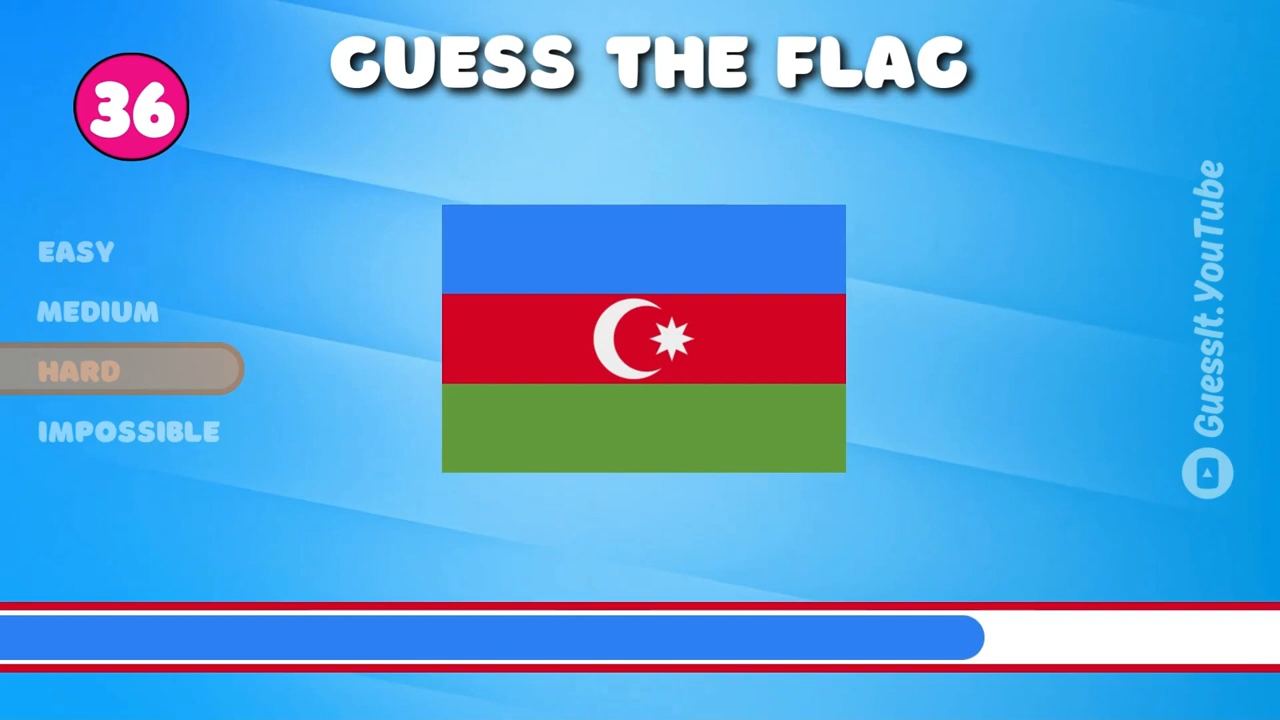 GUESS THE FLAG
36
EASY
MEDIUM
HARD
IMPOSSIBLE
GuessIt.YouTube